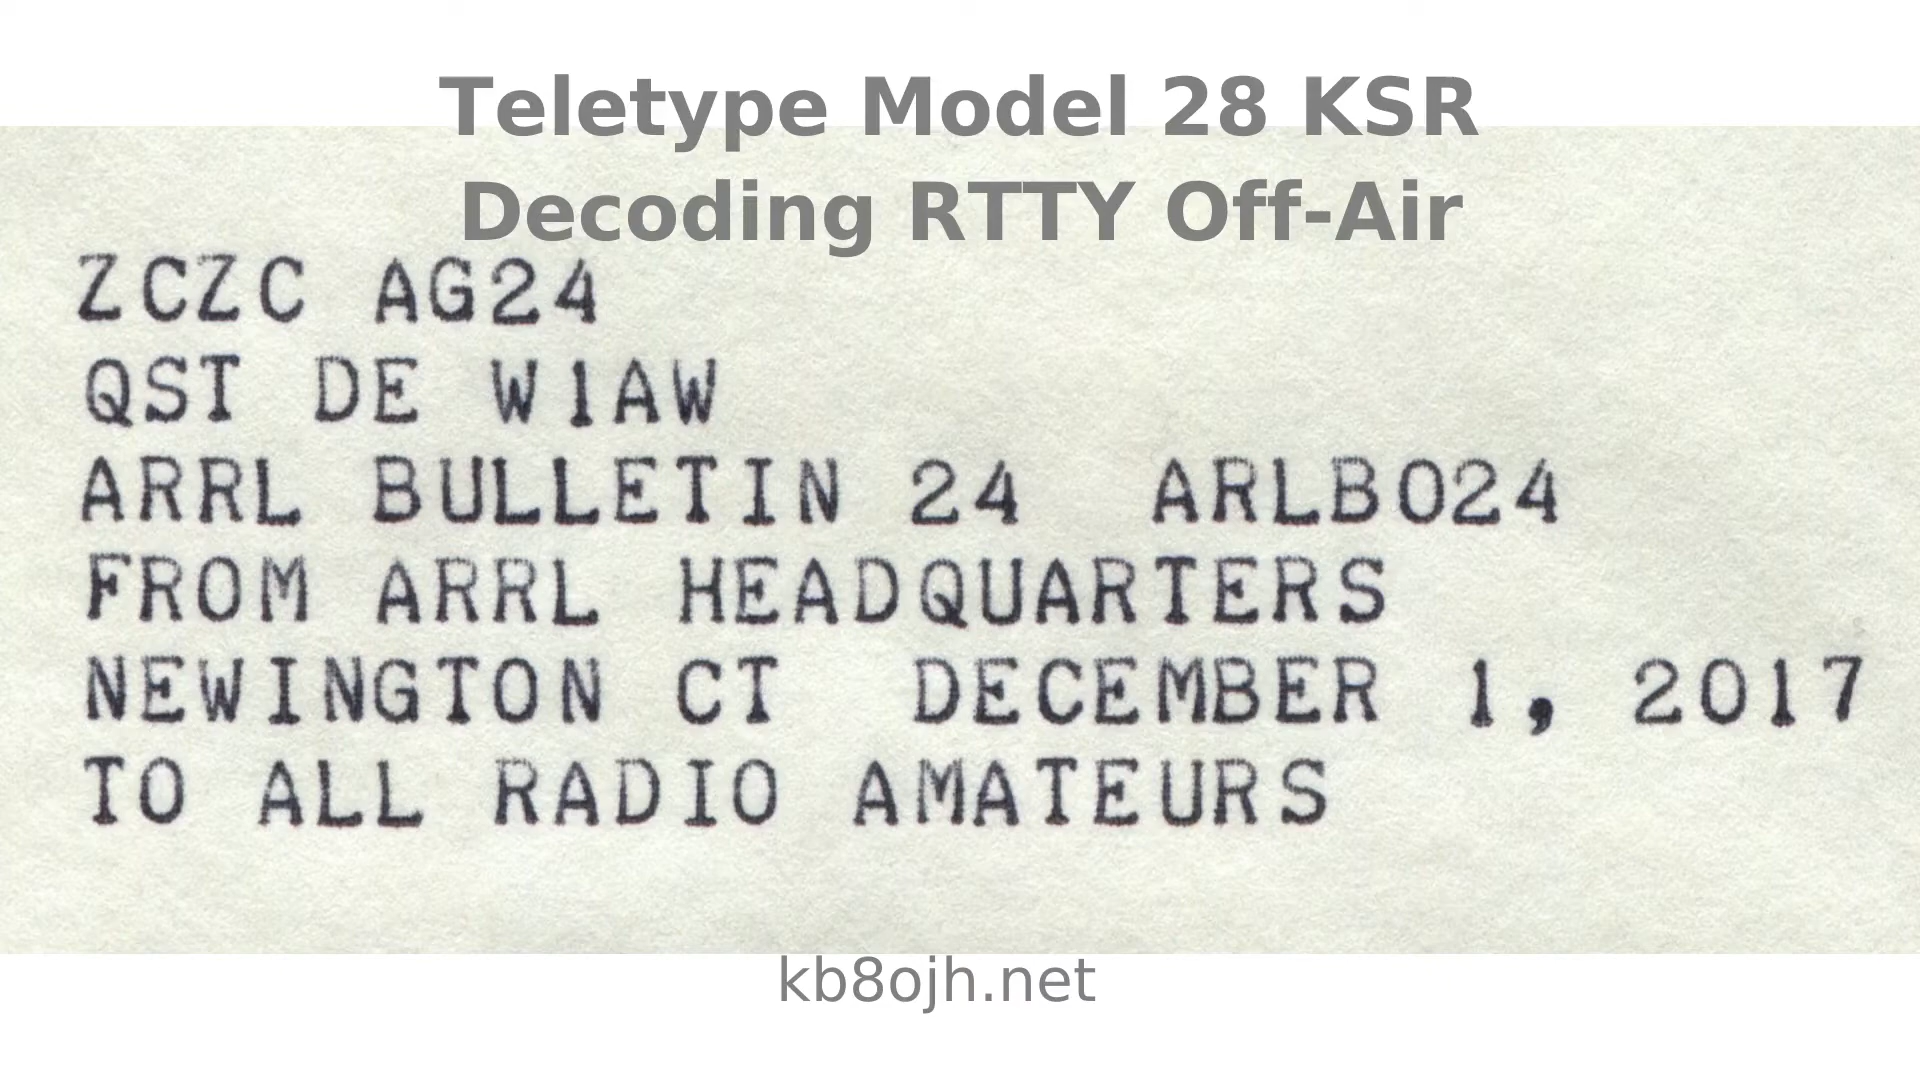 Teletype Model 28 KSR
Decoding RTTY Off-Air
ZCZC AG24
QST DE W1AW
ARRL BULLETIN 24  ARLB024
FROM ARRL HEADQUARTERS
NEWINGTON CT  DECEMBER 1, 2017
TO ALL RADIO AMATEURS
kb8ojh.net